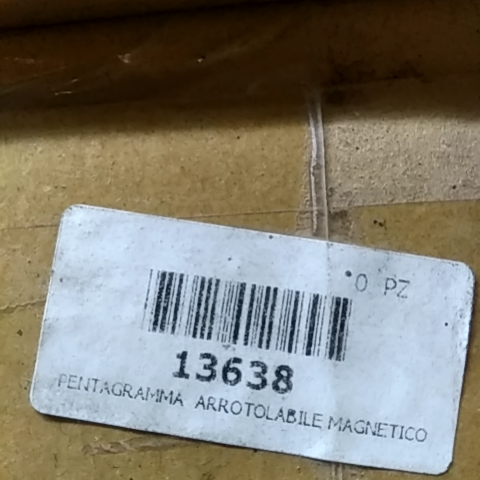 0 PZ
13638
PENTAGRAMMA ARROTOLABILE MAGNETICO